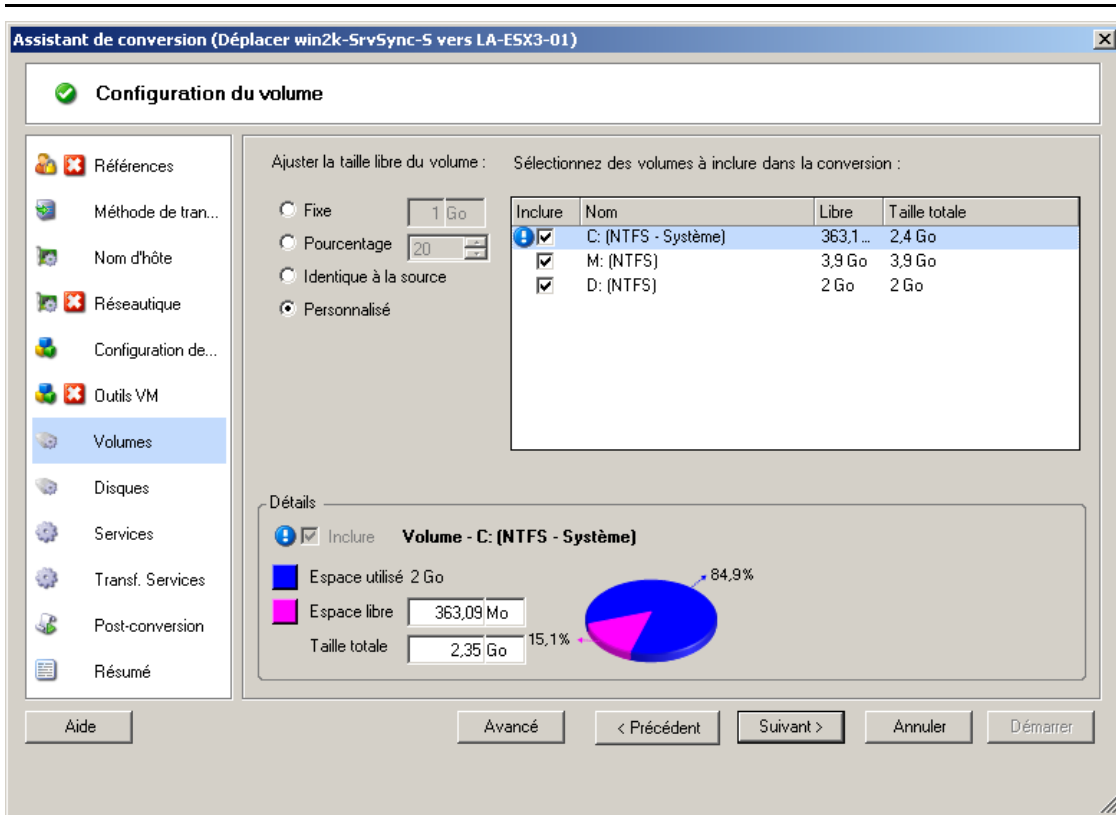 Assistant de conversion (Déplacer win2k-SrvSync-S vers LA-ESX3-01)
Configuration du volume
Références
Méthode de tran...
Nom d'hôte
Réseautique
Configuration de...
Outils VM
Volumes
Disques
Services
Transf. Services
Post-conversion
Résumé
Ajuster la taille libre du volume :
Fixe 1 Go
Pourcentage 20
Identique à la source
Personnalisé
Sélectionnez des volumes à inclure dans la conversion :
Inclure Nom Libre Taille totale
C: (NTFS - Système) 363,1... 2,4 Go
M: (NTFS) 3,9 Go 3,9 Go
D: (NTFS) 2 Go 2 Go
Détails
Inclure Volume - C: (NTFS - Système)
Espace utilisé 2 Go
Espace libre 363,09 Mo
Taille totale 2,35 Go
84,9%
15,1%
Aide
Avancé
< Précédent
Suivant >
Annuler
Démarrer